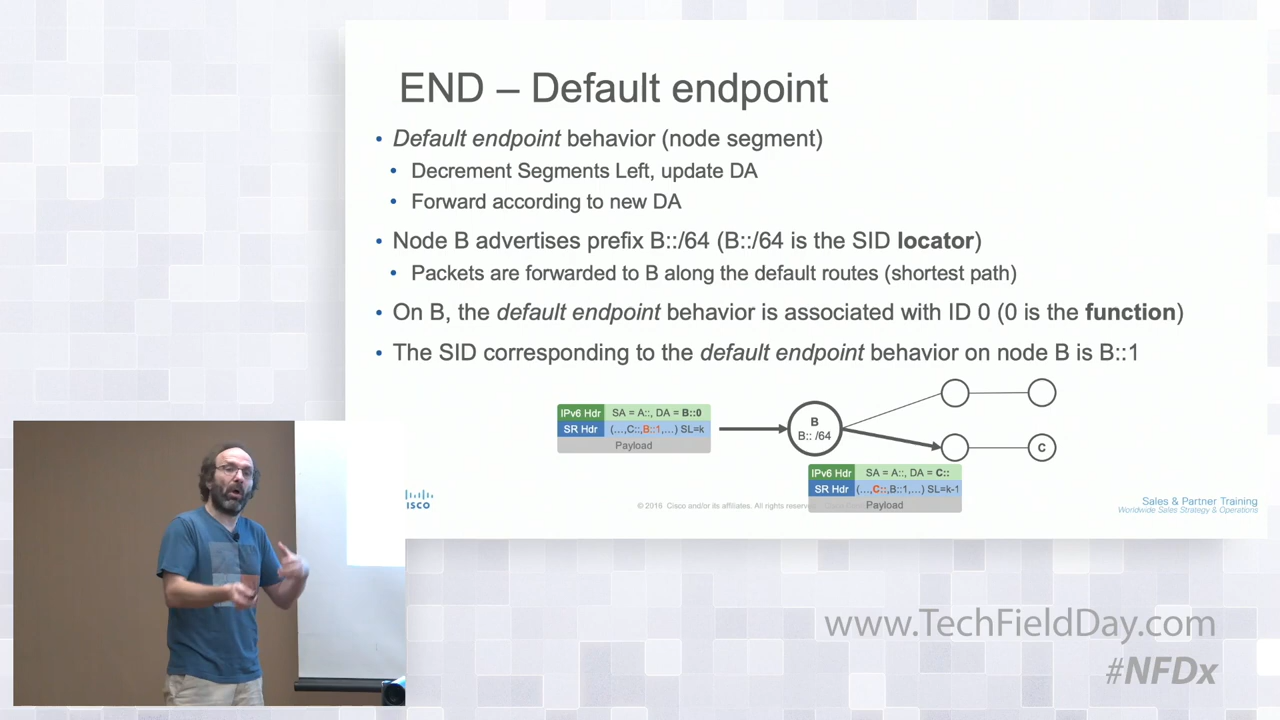 END – Default endpoint
• Default endpoint behavior (node segment)
• Decrement Segments Left, update DA
• Forward according to new DA
• Node B advertises prefix B::/64 (B::/64 is the SID locator)
• Packets are forwarded to B along the default routes (shortest path)
• On B, the default endpoint behavior is associated with ID 0 (0 is the function)
• The SID corresponding to the default endpoint behavior on node B is B::1
IPv6 Hdr SA = A::, DA = B::0
SR Hdr (...,C::,B::1,...) SL=k
Payload
B
B:: /64
C
IPv6 Hdr SA = A::, DA = C::
SR Hdr (...,C::,B::1,...) SL=k-1
Payload
ISCO
Cisco and/or its affiliates. All rights reserv
Sales & Partner Training
Worldwide Sales Strategy & Operations
www.TechFieldDay.com
#NFDx